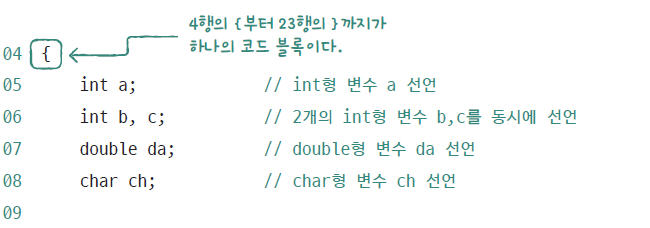 4행의 {부터 23행의 }까지가
하나의 코드 블록이다.
04 {
05 int a; // int형 변수 a 선언
06 int b, c; // 2개의 int형 변수 b,c를 동시에 선언
07 double da; // double형 변수 da 선언
08 char ch; // char형 변수 ch 선언
09